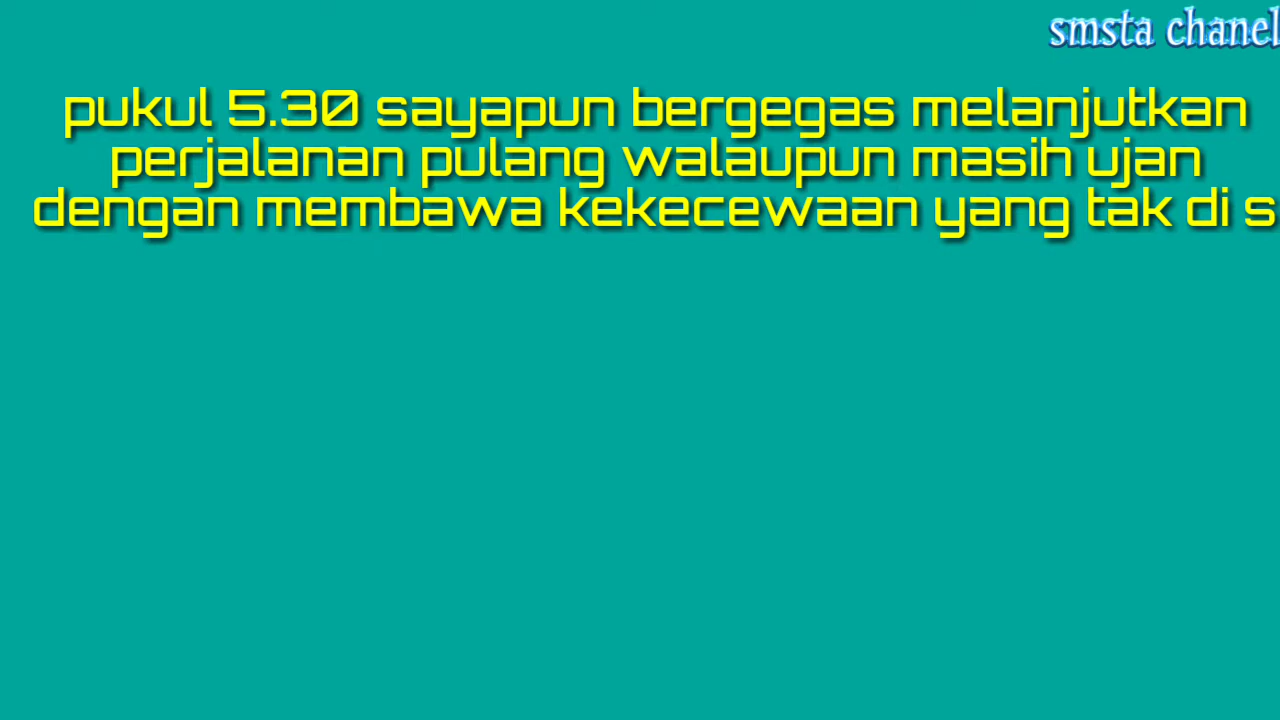 smsta chanel
pukul 5.30 sayapun bergegas melanjutkan
perjalanan pulang walaupun masih ujan
dengan membawa kekecewaan yang tak di s